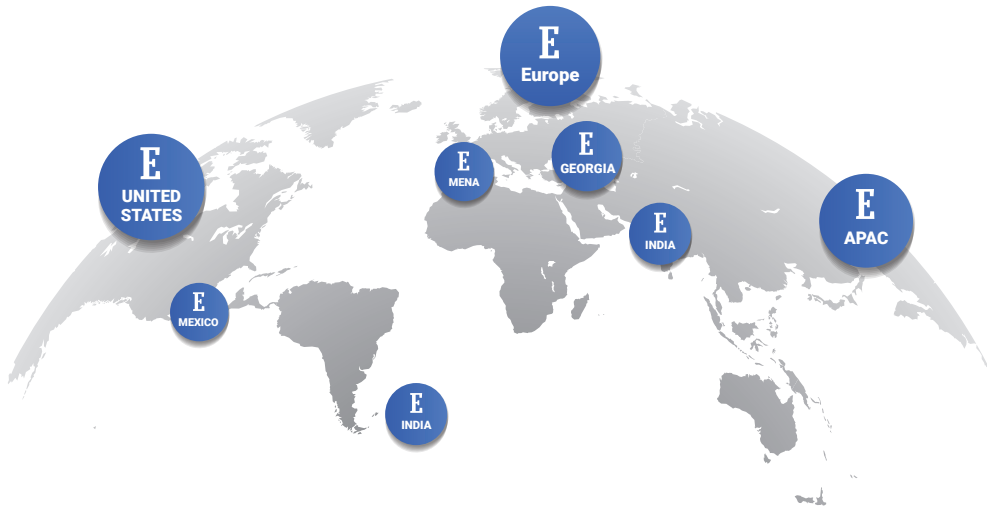 E
Europe
E
UNITED
STATES
E
MENA
E
GEORGIA
E
INDIA
E
APAC
E
MEXICO
E
INDIA